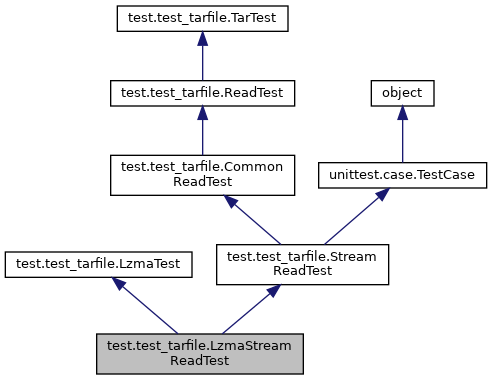 test.test_tarfile.TarTest
test.test_tarfile.ReadTest
object
test.test_tarfile.Common
ReadTest
unittest.case.TestCase
test.test_tarfile.LzmaTest
test.test_tarfile.Stream
ReadTest
test.test_tarfile.LzmaStream
ReadTest